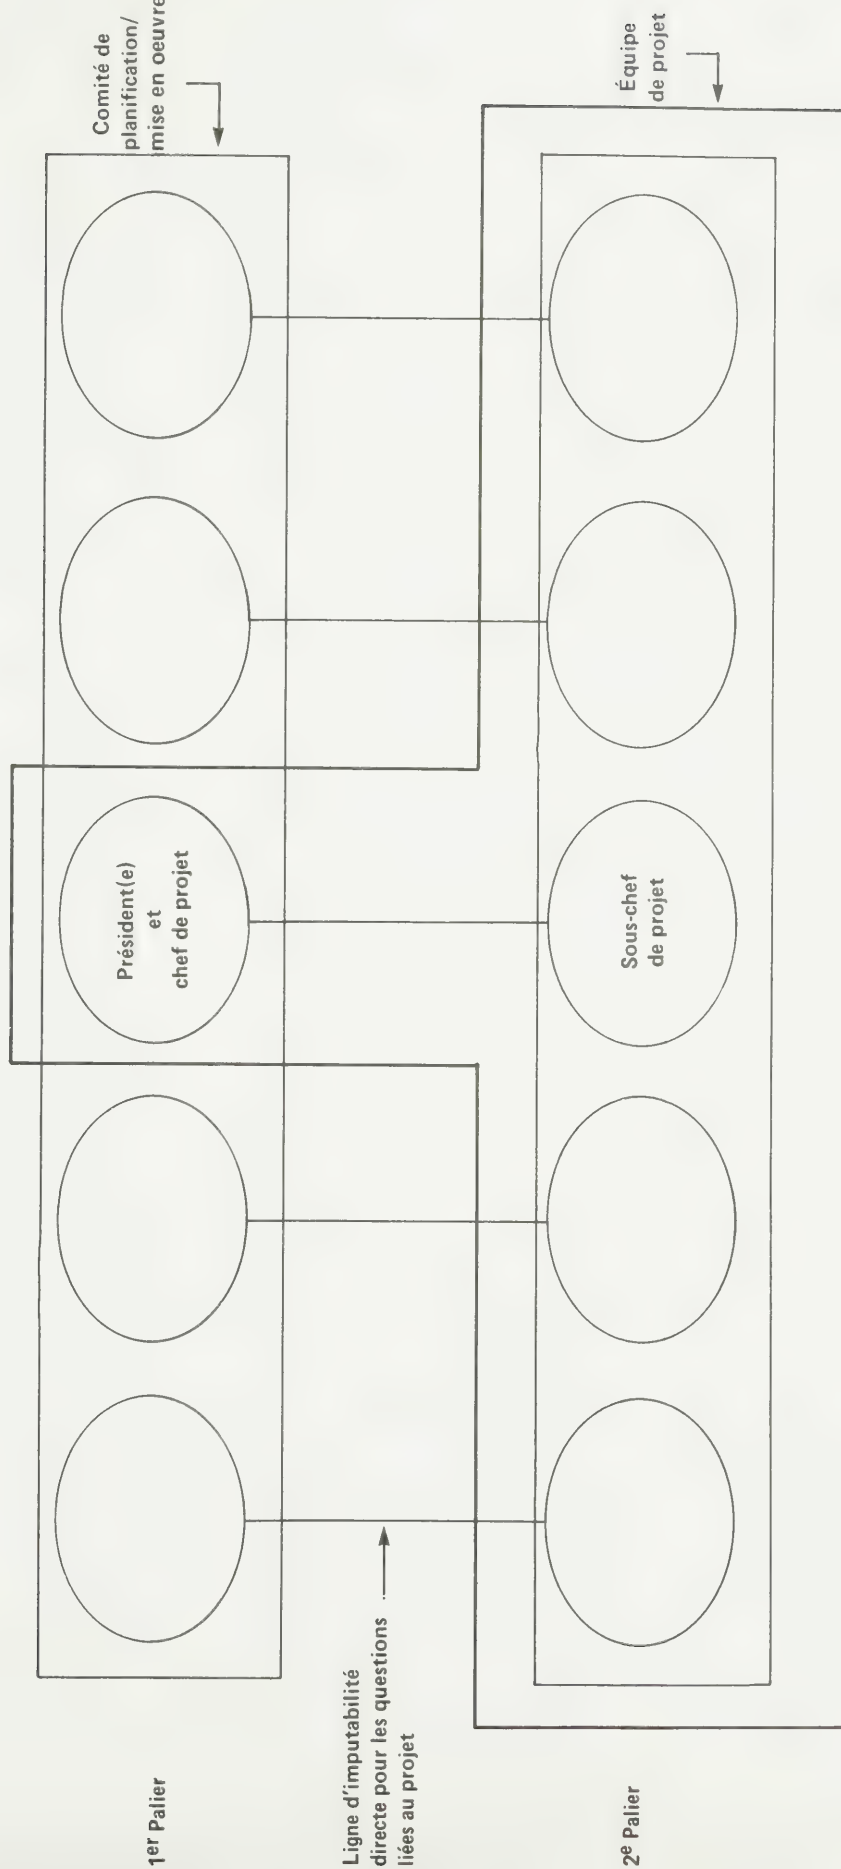 Comité de
planification/
mise en oeuvre
1er Palier
Président(e)
et
chef de projet
Ligne d'imputabilité
directe pour les questions
liées au projet
Équipe
de projet
2e Palier
Sous-chef
de projet